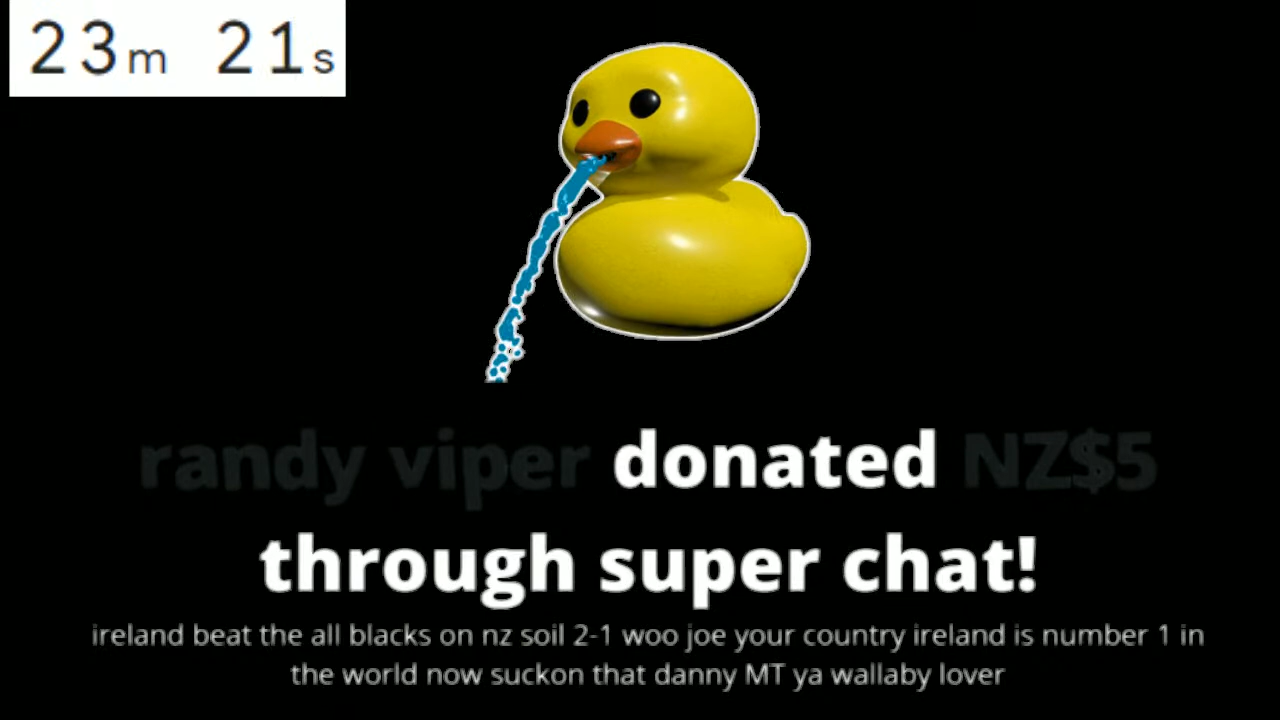 23m 21s
randy viper donated NZ$5
through super chat!
ireland beat the all blacks on nz soil 2-1 woo joe your country ireland is number 1 in
the world now suckon that danny MT ya wallaby lover